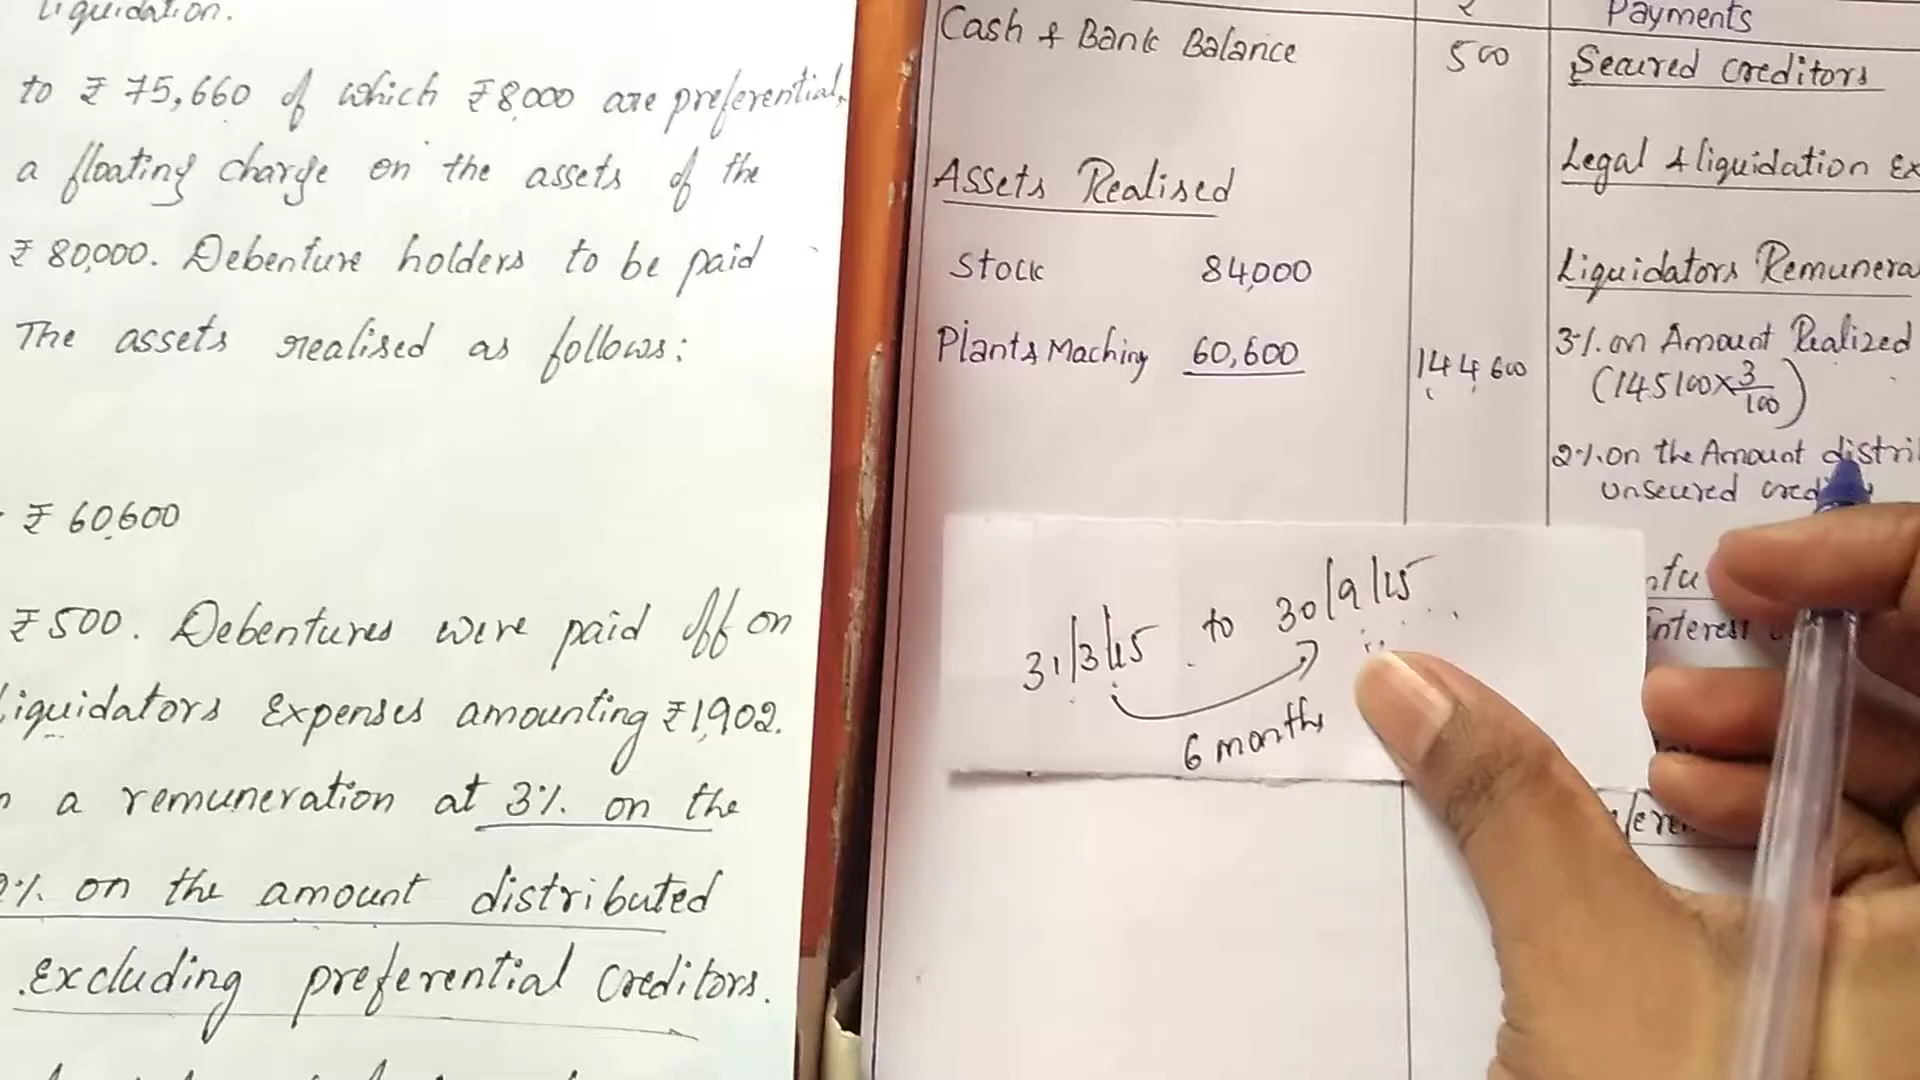 liquidation.
to ₹ 75,660 of which ₹8,000 are preferential,
a floating charge on the assets of the
₹ 80,000. Debenture holders to be paid
The assets realised as follows:
₹ 60,600
₹500. Debentures were paid off on
Liquidators Expenses amounting ₹1,902.
a remuneration at 3% on the
2% on the amount distributed
excluding preferential creditors.
₹ Payments
Cash & Bank Balance 500 Secured Creditors
Legal & liquidation Ex
Assets Realised
Liquidators Remunera
Stock 84,000
3% on Amount Realized
Plant & Machiny 60,600 144600
(145100×3/100)
2% on the Amount distri
unsecured cred
31/3/15 to 30/9/15
6 months
Interest